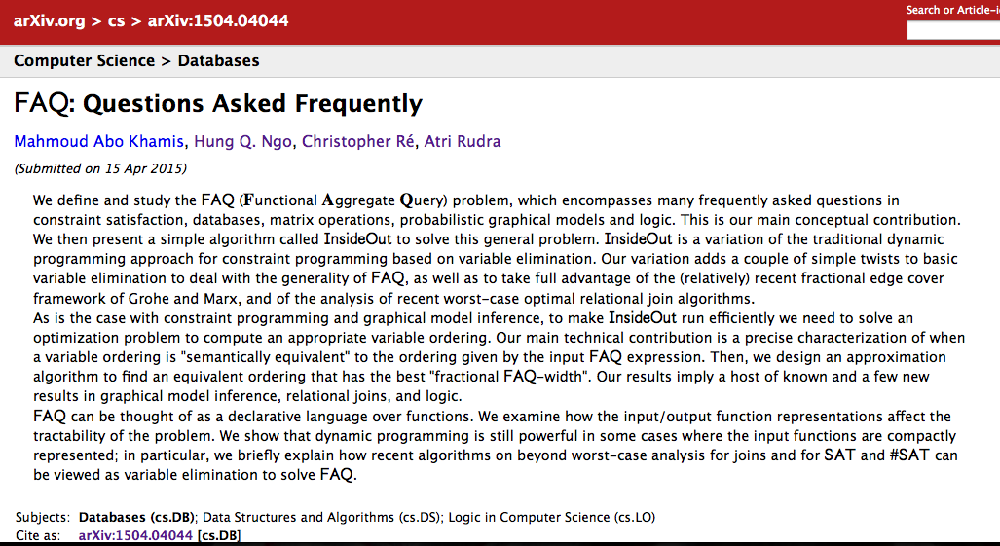 arXiv.org > cs > arXiv:1504.04044
Search or Article-i
Computer Science > Databases
FAQ: Questions Asked Frequently
Mahmoud Abo Khamis, Hung Q. Ngo, Christopher Ré, Atri Rudra
(Submitted on 15 Apr 2015)
We define and study the FAQ (Functional Aggregate Query) problem, which encompasses many frequently asked questions in
constraint satisfaction, databases, matrix operations, probabilistic graphical models and logic. This is our main conceptual contribution.
We then present a simple algorithm called InsideOut to solve this general problem. InsideOut is a variation of the traditional dynamic
programming approach for constraint programming based on variable elimination. Our variation adds a couple of simple twists to basic
variable elimination to deal with the generality of FAQ, as well as to take full advantage of the (relatively) recent fractional edge cover
framework of Grohe and Marx, and of the analysis of recent worst-case optimal relational join algorithms.
As is the case with constraint programming and graphical model inference, to make InsideOut run efficiently we need to solve an
optimization problem to compute an appropriate variable ordering. Our main technical contribution is a precise characterization of when
a variable ordering is "semantically equivalent" to the ordering given by the input FAQ expression. Then, we design an approximation
algorithm to find an equivalent ordering that has the best "fractional FAQ-width". Our results imply a host of known and a few new
results in graphical model inference, relational joins, and logic.
FAQ can be thought of as a declarative language over functions. We examine how the input/output function representations affect the
tractability of the problem. We show that dynamic programming is still powerful in some cases where the input functions are compactly
represented; in particular, we briefly explain how recent algorithms on beyond worst-case analysis for joins and for SAT and #SAT can
be viewed as variable elimination to solve FAQ.
Subjects: Databases (cs.DB); Data Structures and Algorithms (cs.DS); Logic in Computer Science (cs.LO)
Cite as: arXiv:1504.04044 [cs.DB]